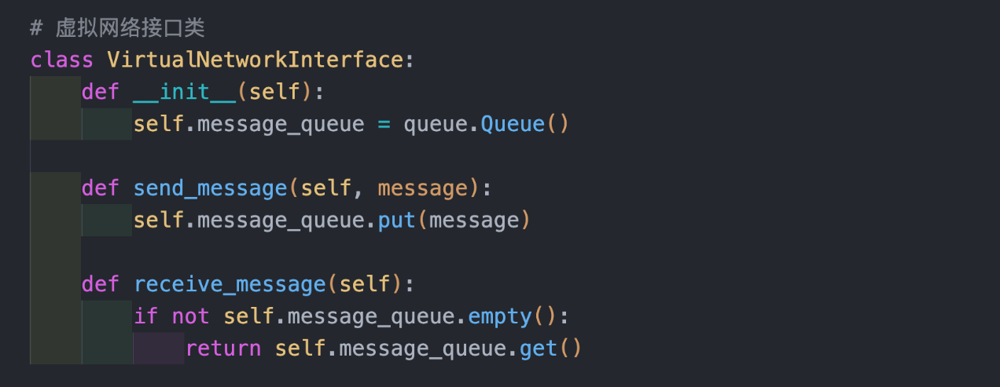 # 虚拟网络接口类
class VirtualNetworkInterface:
    def __init__(self):
        self.message_queue = queue.Queue()

    def send_message(self, message):
        self.message_queue.put(message)

    def receive_message(self):
        if not self.message_queue.empty():
            return self.message_queue.get()